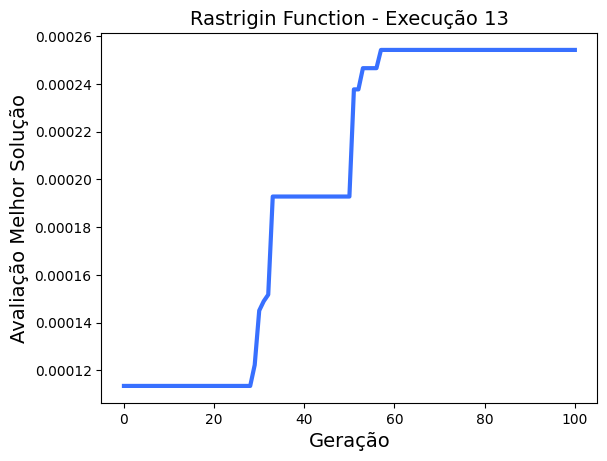 Rastrigin Function - Execução 13
Avaliação Melhor Solução
0.00026
0.00024
0.00022
0.00020
0.00018
0.00016
0.00014
0.00012
0 20 40 60 80 100
Geração